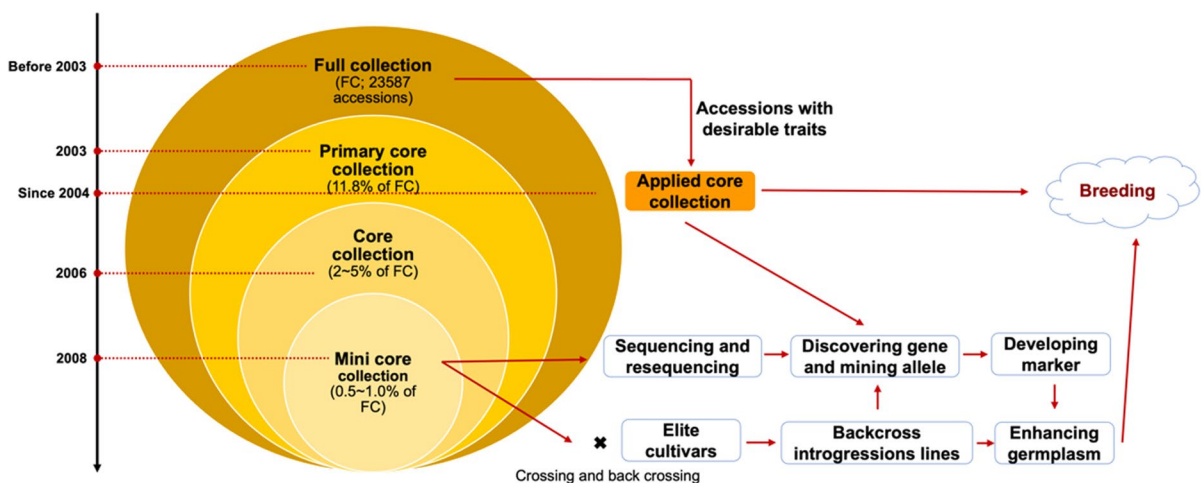 Before 2003
2003
Since 2004
2006
2008
Full collection
(FC; 23587
accessions)
Primary core
collection
(11.8% of FC)
Core
collection
(2~5% of FC)
Mini core
collection
(0.5~1.0% of
FC)
Accessions with
desirable traits
Applied core
collection
Breeding
Sequencing and
resequencing
Discovering gene
and mining allele
Developing
marker
✖
Elite
cultivars
Backcross
introgressions lines
Enhancing
germplasm
Crossing and back crossing